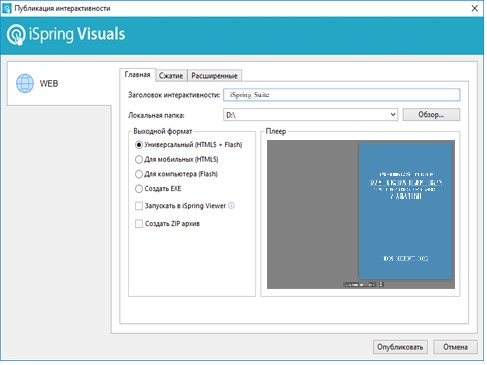 Публикация интерактивности
iSpring Visuals
WEB
Главная Сжатие Расширенные
Заголовок интерактивности: iSpring Suite
Локальная папка: D:\ Обзор...
Выходной формат
Универсальный (HTML5 + Flash)
Для мобильных (HTML5)
Для компьютера (Flash)
Создать EXE
Запускать в iSpring Viewer
Создать ZIP архив
Плеер
Опубликовать Отмена